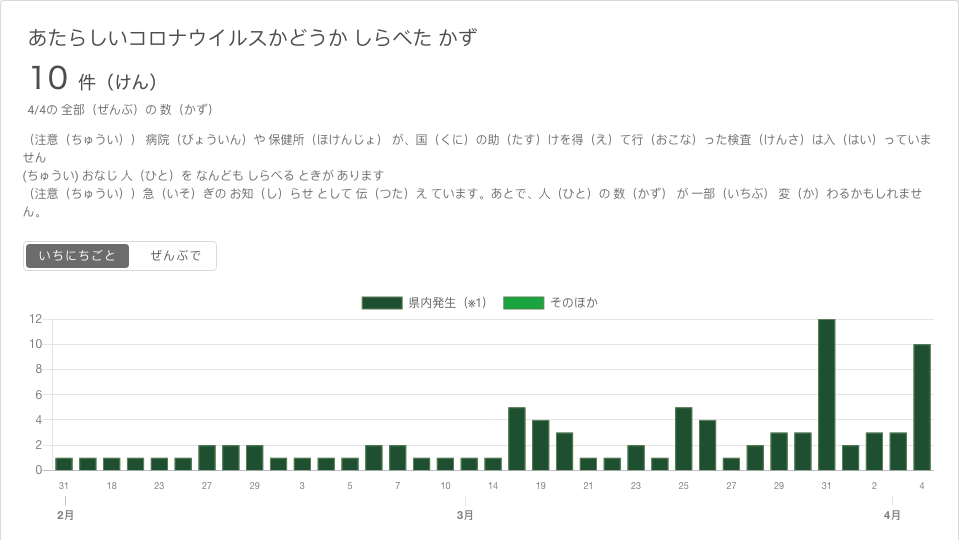 あたらしいコロナウイルスかどうか しらべた かず
10 件（けん）
4/4の 全部（ぜんぶ）の 数（かず）
（注意（ちゅうい）） 病院（びょういん）や 保健所（ほけんじょ） が、国（くに）の助（たす）けを得（え）て行（おこな）った検査（けんさ）は入（はい）っていま
せん
(ちゅうい) おなじ 人（ひと）を なんども しらべる ときが あります
（注意（ちゅうい））急（いそ）ぎの お知（し）らせ として 伝（つた）え ています。あとで、人（ひと）の 数（かず） が 一部（いちぶ） 変（か）わるかもしれませ
ん。
いちにちごと ぜんぶで
県内発生（※1） そのほか
12
10
8
6
4
2
0
31 18 23 27 29 3 5 7 10 14 19 21 23 25 27 29 31 2 4
2月 3月 4月